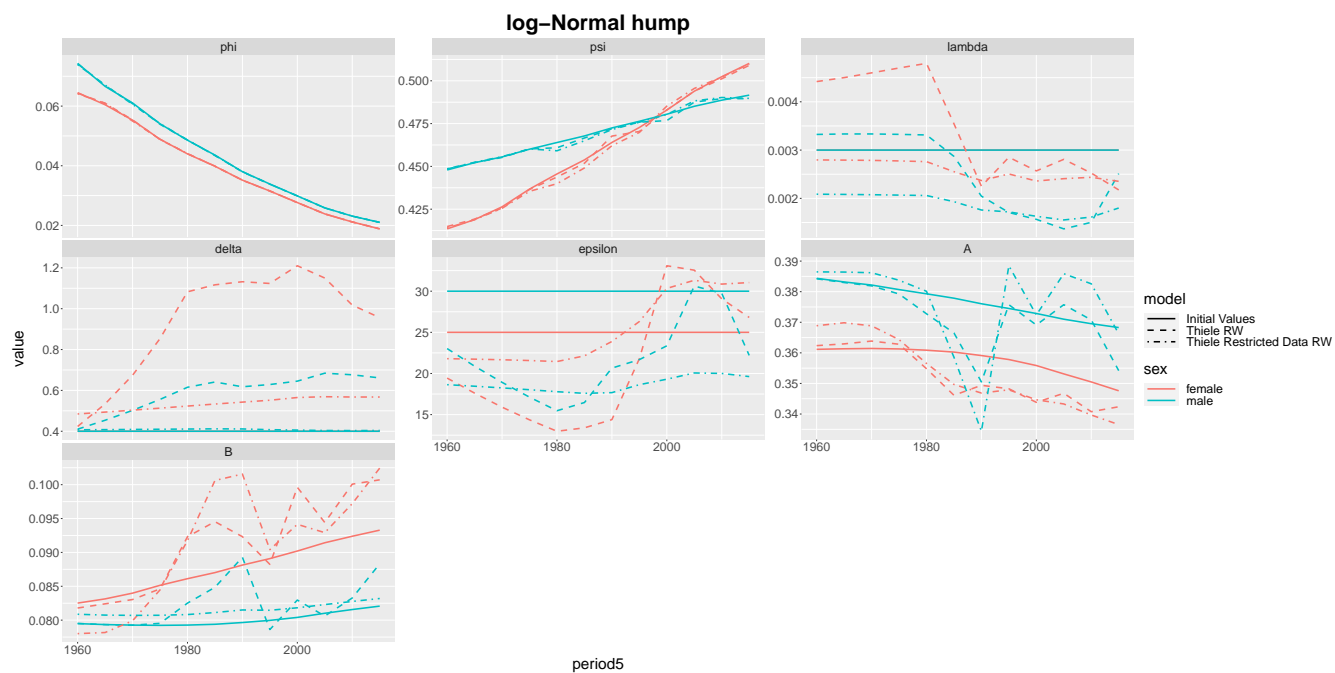 log−Normal hump
phi
psi
lambda
0.06
0.04
0.02
0.500
0.475
0.450
0.425
0.004
0.003
0.002
delta
epsilon
A
1.2
1.0
0.8
0.6
0.4
30
25
20
15
0.39
0.38
0.37
0.36
0.35
0.34
1960
1980
2000
1960
1980
2000
B
0.100
0.095
0.090
0.085
0.080
1960
1980
2000
value
period5
model
Initial Values
Thiele RW
Thiele Restricted Data RW
sex
female
male